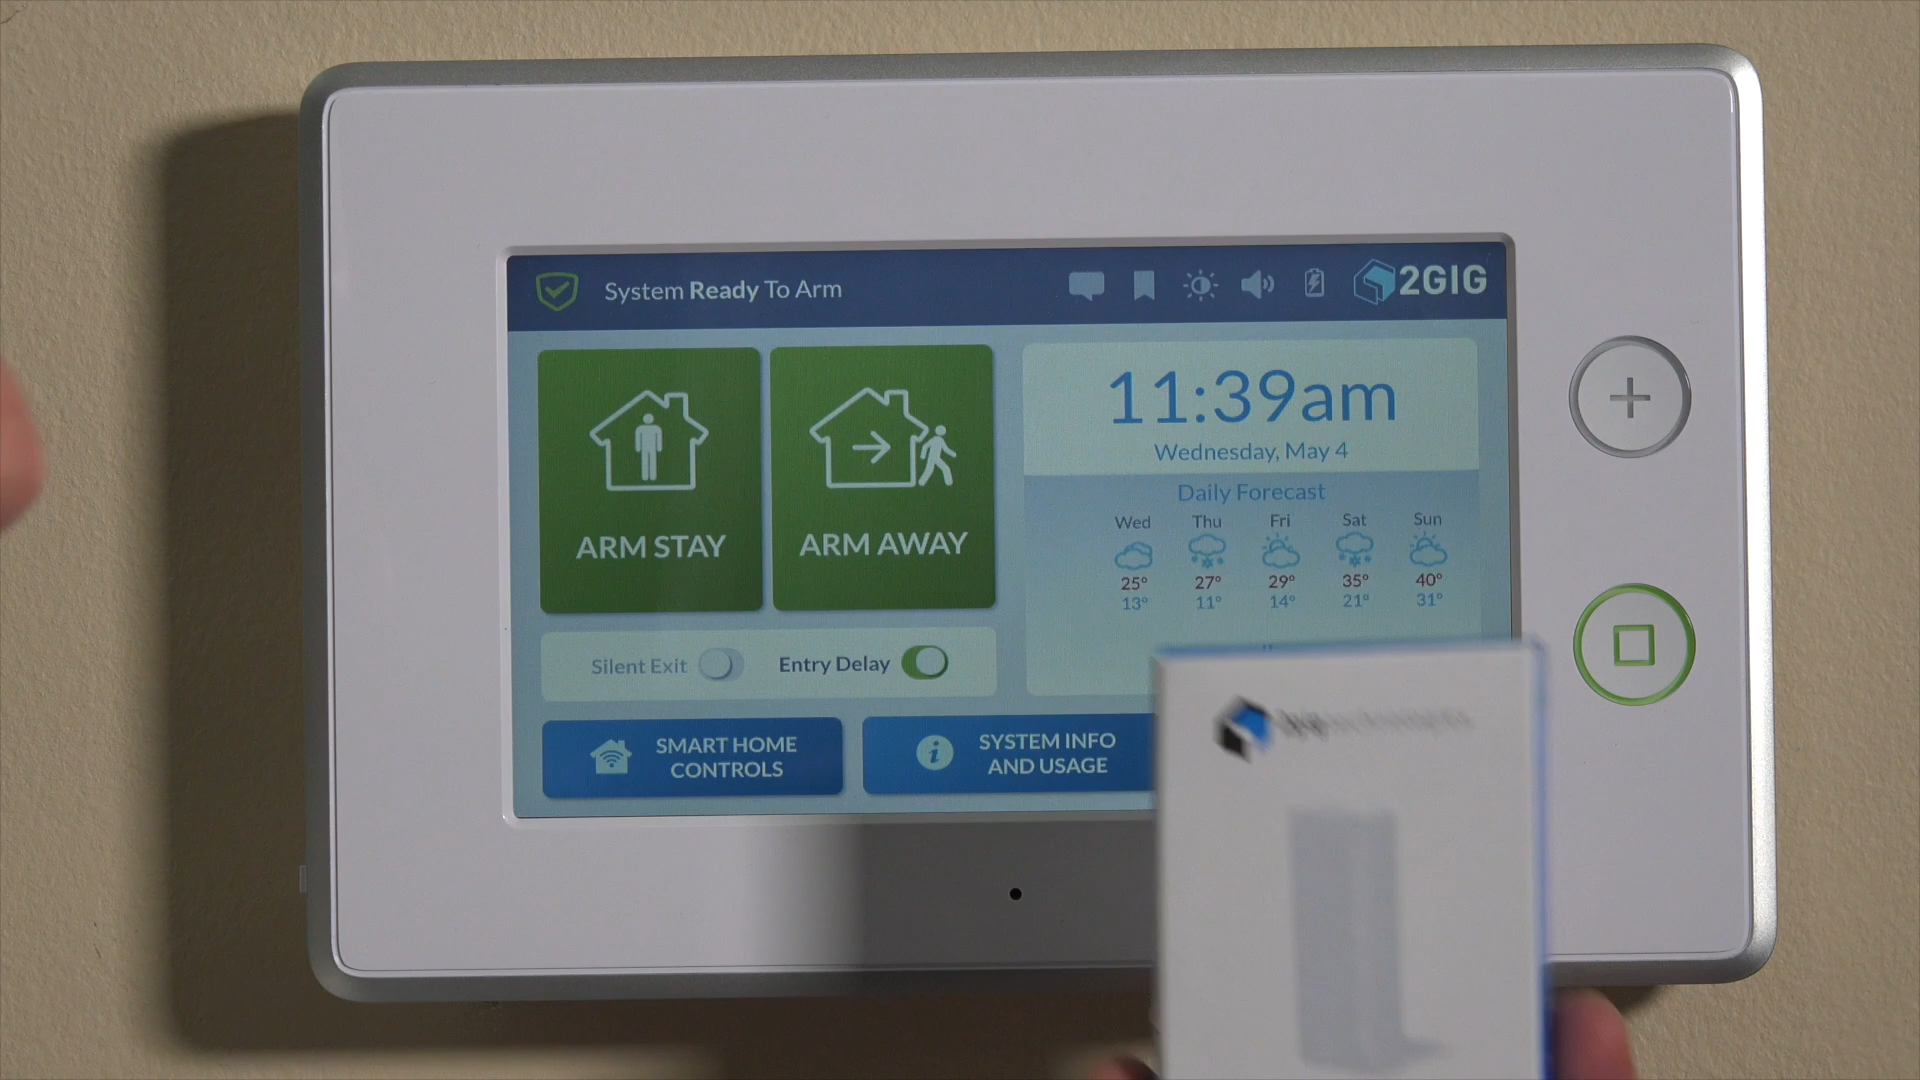 System Ready To Arm
2GIG
ARM STAY
ARM AWAY
11:39am
Wednesday, May 4
Daily Forecast
Wed Thu Fri Sat Sun
25° 27° 29° 35° 40°
13° 11° 14° 21° 31°
Silent Exit
Entry Delay
SMART HOME
CONTROLS
SYSTEM INFO
AND USAGE